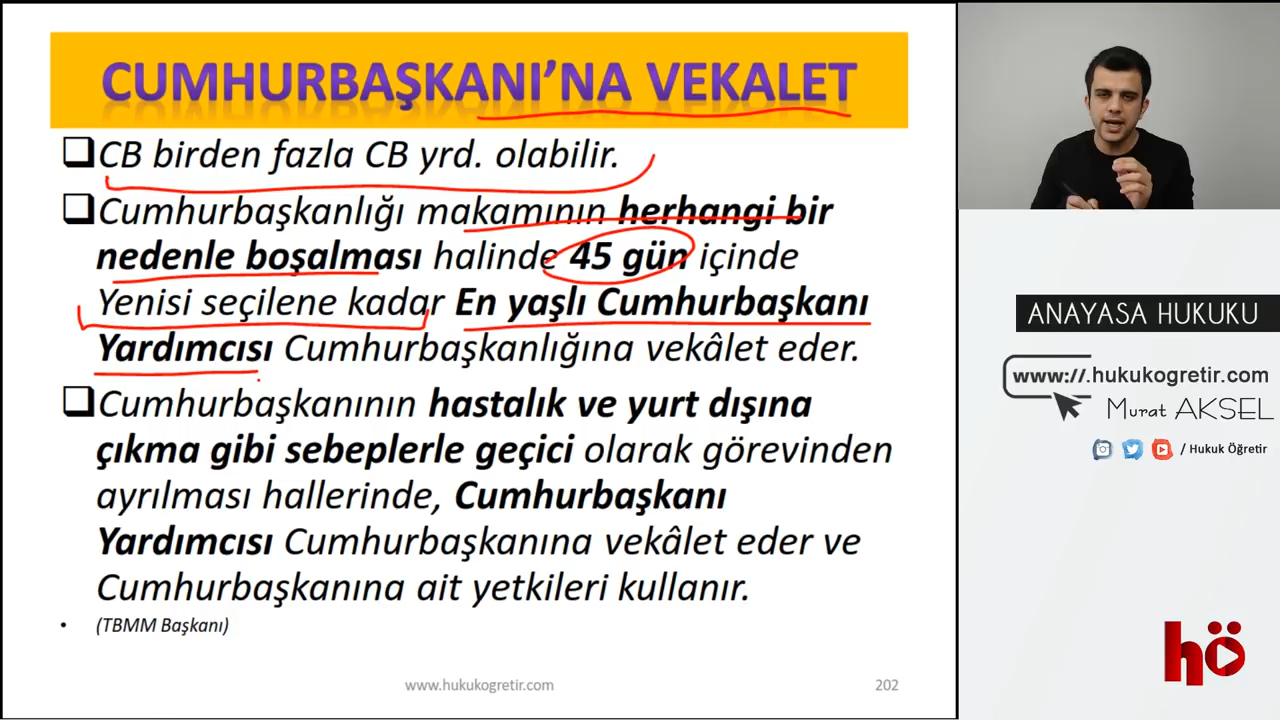 CUMHURBAŞKANI'NA VEKALET
❑CB birden fazla CB yrd. olabilir.
❑Cumhurbaşkanlığı makamının herhangi bir
nedenle boşalması halinde 45 gün içinde
Yenisi seçilene kadar En yaşlı Cumhurbaşkanı
Yardımcısı Cumhurbaşkanlığına vekâlet eder.
❑Cumhurbaşkanının hastalık ve yurt dışına
çıkma gibi sebeplerle geçici olarak görevinden
ayrılması hallerinde, Cumhurbaşkanı
Yardımcısı Cumhurbaşkanına vekâlet eder ve
Cumhurbaşkanına ait yetkileri kullanır.
• (TBMM Başkanı)
www.hukukogretir.com
202
ANAYASA HUKUKU
www://.hukukogretir.com
Murat AKSEL
/ Hukuk Öğretir
hö